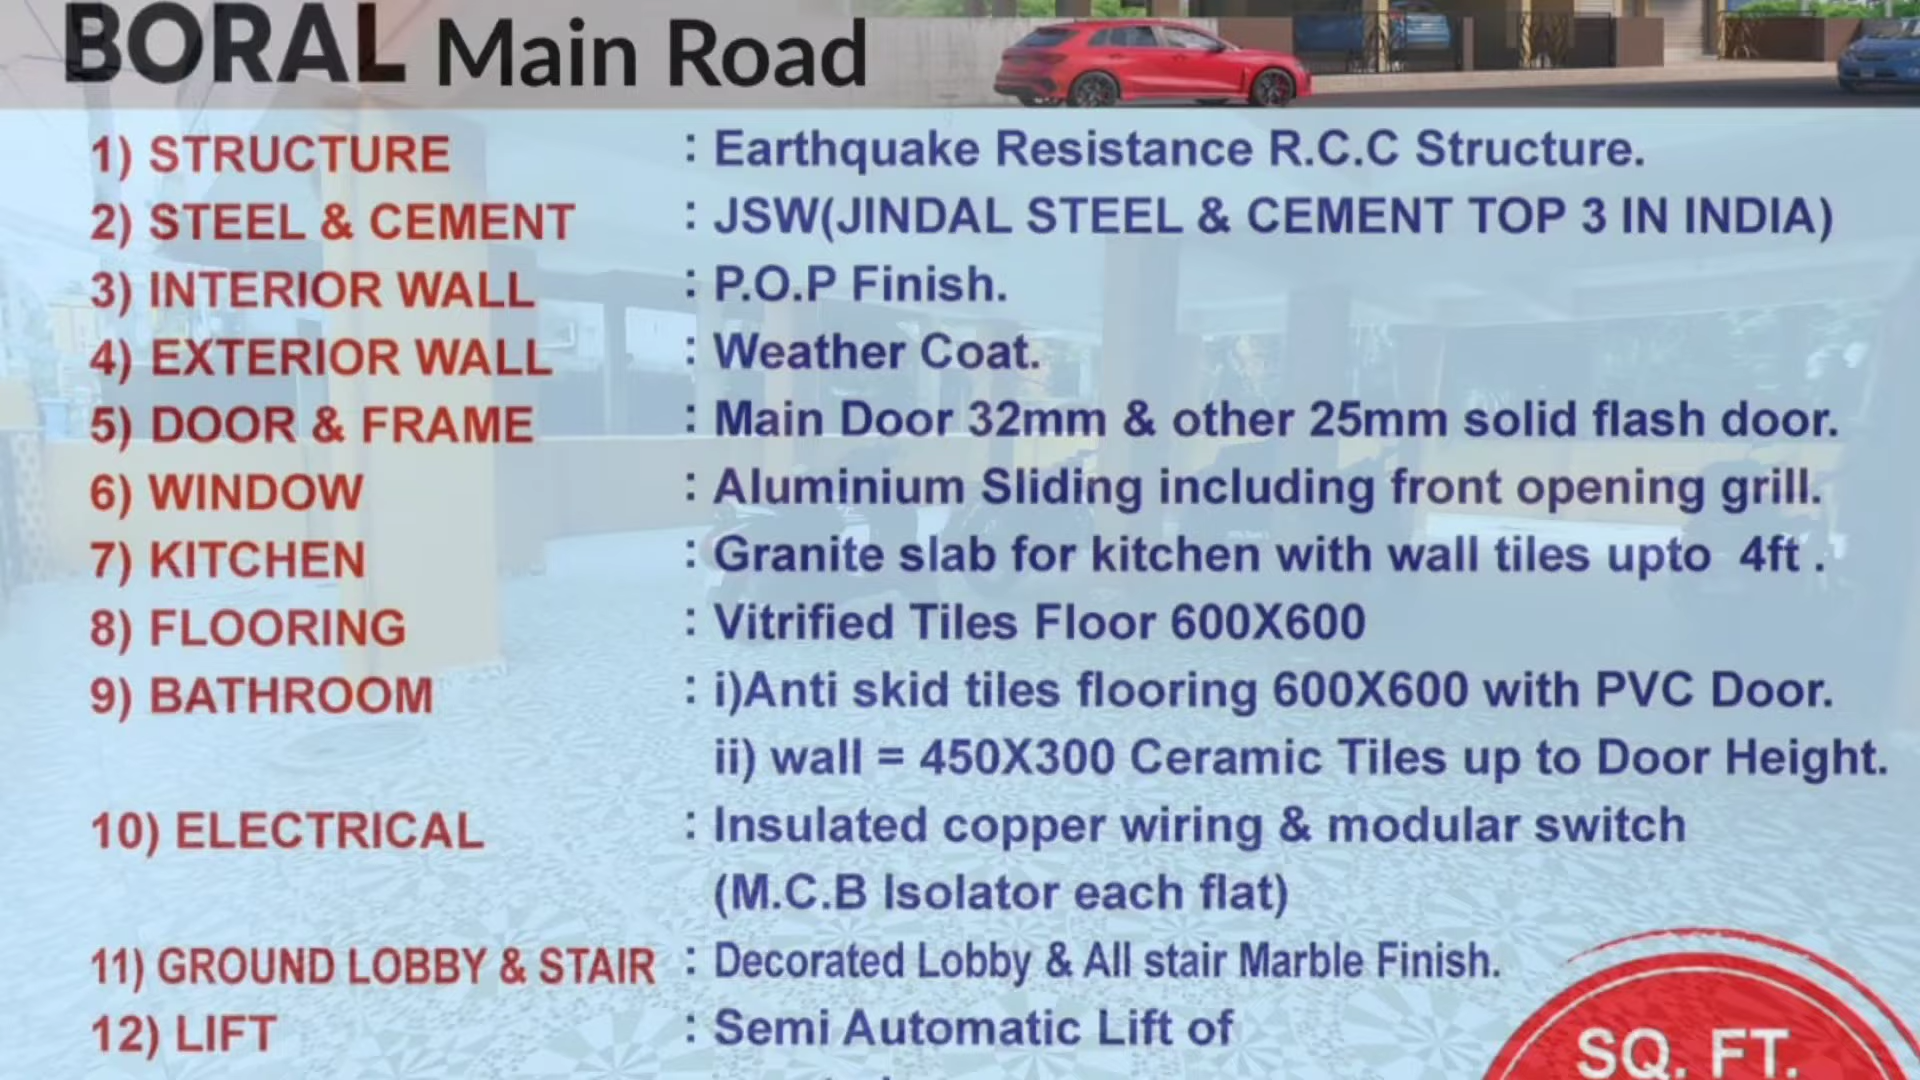 BORAL Main Road
1) STRUCTURE : Earthquake Resistance R.C.C Structure.
2) STEEL & CEMENT : JSW(JINDAL STEEL & CEMENT TOP 3 IN INDIA)
3) INTERIOR WALL : P.O.P Finish.
4) EXTERIOR WALL : Weather Coat.
5) DOOR & FRAME : Main Door 32mm & other 25mm solid flash door.
6) WINDOW : Aluminium Sliding including front opening grill.
7) KITCHEN : Granite slab for kitchen with wall tiles upto 4ft .
8) FLOORING : Vitrified Tiles Floor 600X600
9) BATHROOM : i)Anti skid tiles flooring 600X600 with PVC Door.
ii) wall = 450X300 Ceramic Tiles up to Door Height.
10) ELECTRICAL : Insulated copper wiring & modular switch
(M.C.B Isolator each flat)
11) GROUND LOBBY & STAIR : Decorated Lobby & All stair Marble Finish.
12) LIFT : Semi Automatic Lift of
SQ. FT.